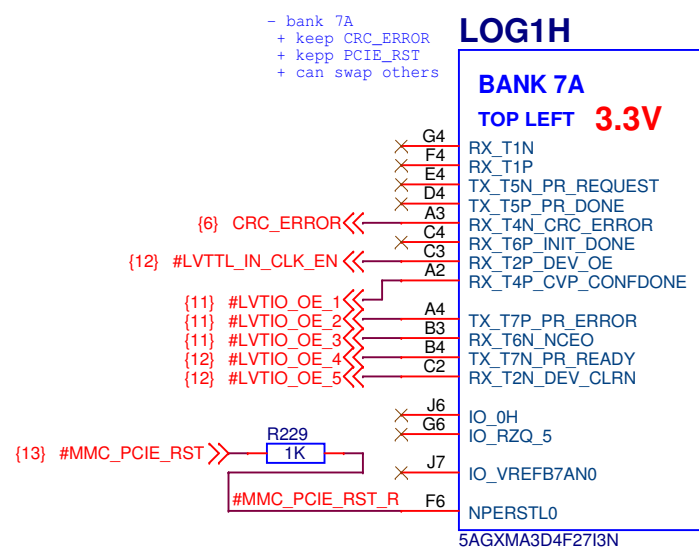 - bank 7A
+ keep CRC_ERROR
+ kepp PCIE_RST
+ can swap others
LOG1H
BANK 7A
TOP LEFT 3.3V
G4 RX_T1N
F4 RX_T1P
E4 TX_T5N_PR_REQUEST
D4 TX_T5P_PR_DONE
{6} CRC_ERROR A3 RX_T4N_CRC_ERROR
C4 RX_T6P_INIT_DONE
{12} #LVTTL_IN_CLK_EN C3 RX_T2P_DEV_OE
A2 RX_T4P_CVP_CONFDONE
{11} #LVTIO_OE_1
{11} #LVTIO_OE_2 A4 TX_T7P_PR_ERROR
{11} #LVTIO_OE_3 B3 RX_T6N_NCEO
{12} #LVTIO_OE_4 B4 TX_T7N_PR_READY
{12} #LVTIO_OE_5 C2 RX_T2N_DEV_CLRN
J6 IO_0H
G6 IO_RZQ_5
R229
{13} #MMC_PCIE_RST 1K
J7 IO_VREFB7AN0
#MMC_PCIE_RST_R F6 NPERSTL0
5AGXMA3D4F27I3N